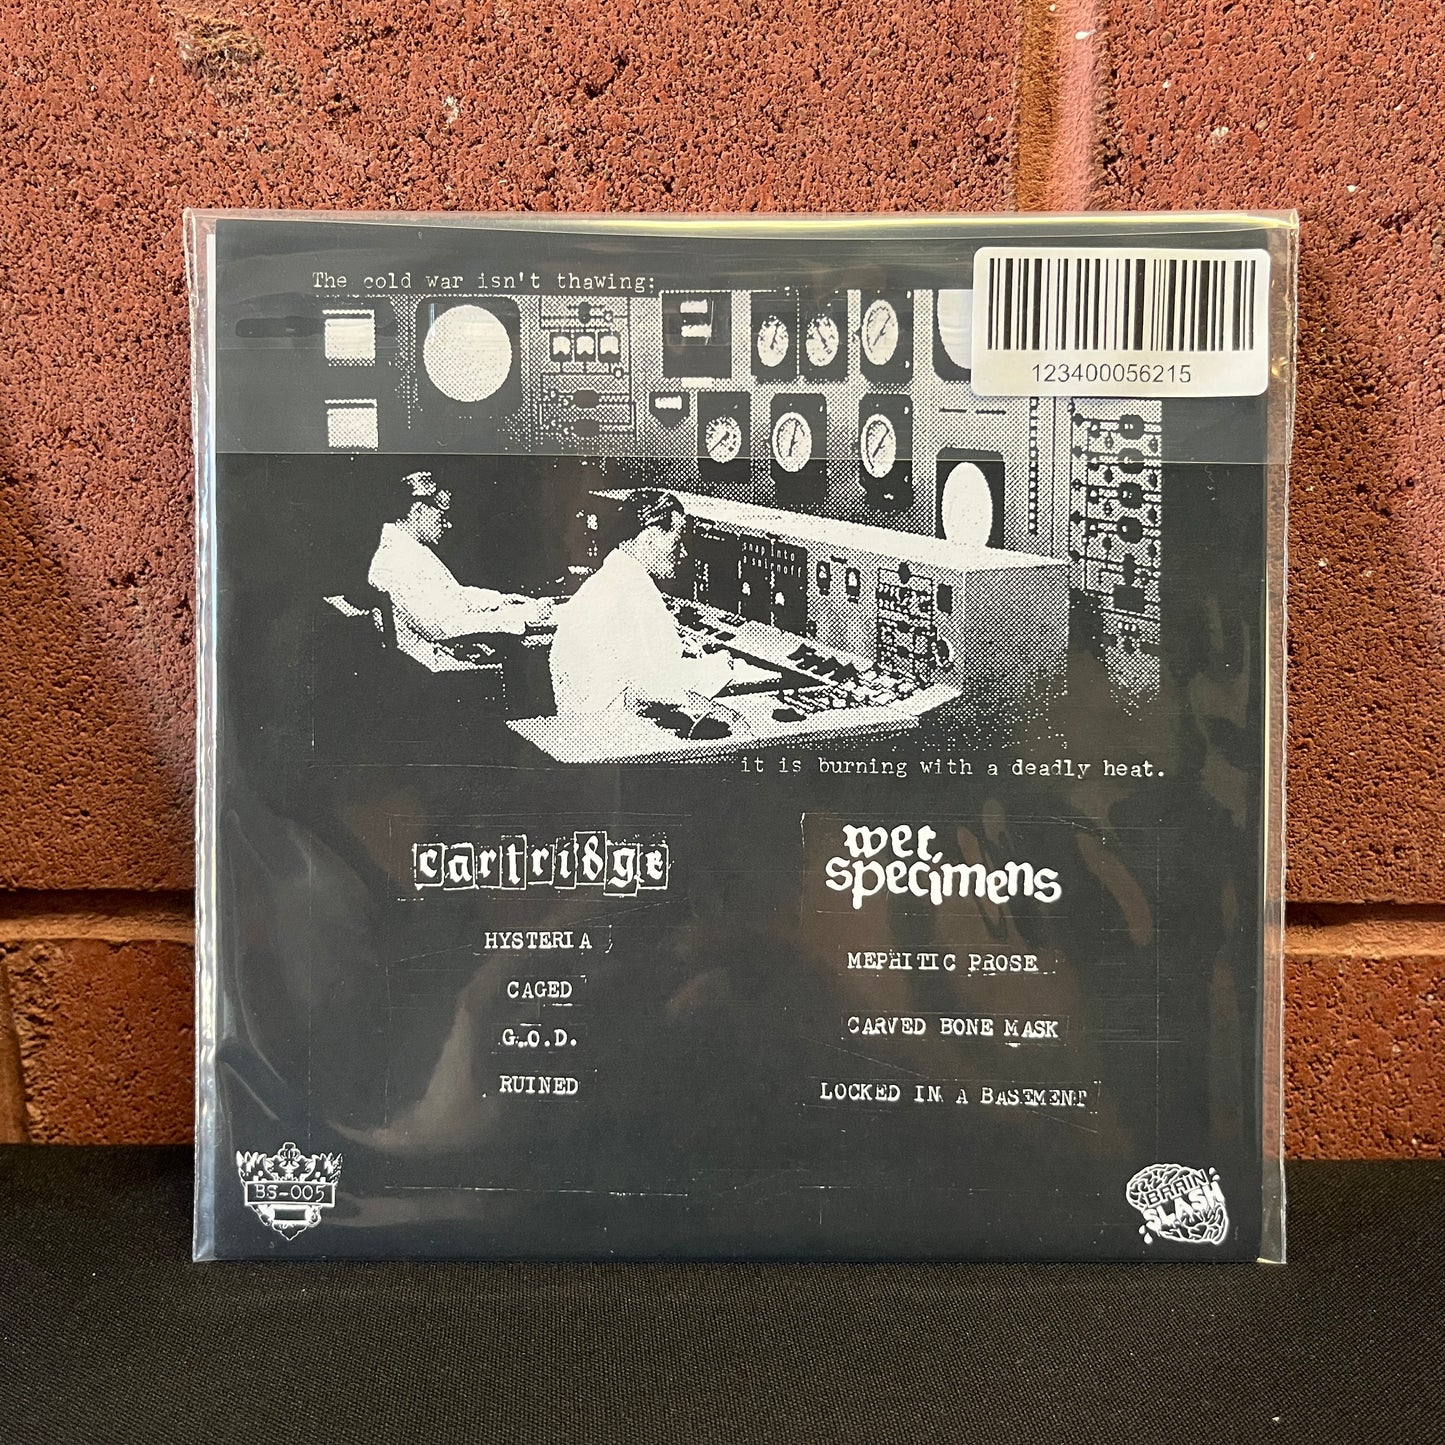 The cold war isn't thawing;
123400056215
snap into
a smirnoff
it is burning with a deadly heat.
cartridge
HYSTERIA
CAGED
G.O.D.
RUINED
wet
specimens
MEPHITIC PROSE
CARVED BONE MASK
LOCKED IN A BASEMENT
BS-005
BRAIN
SLASH